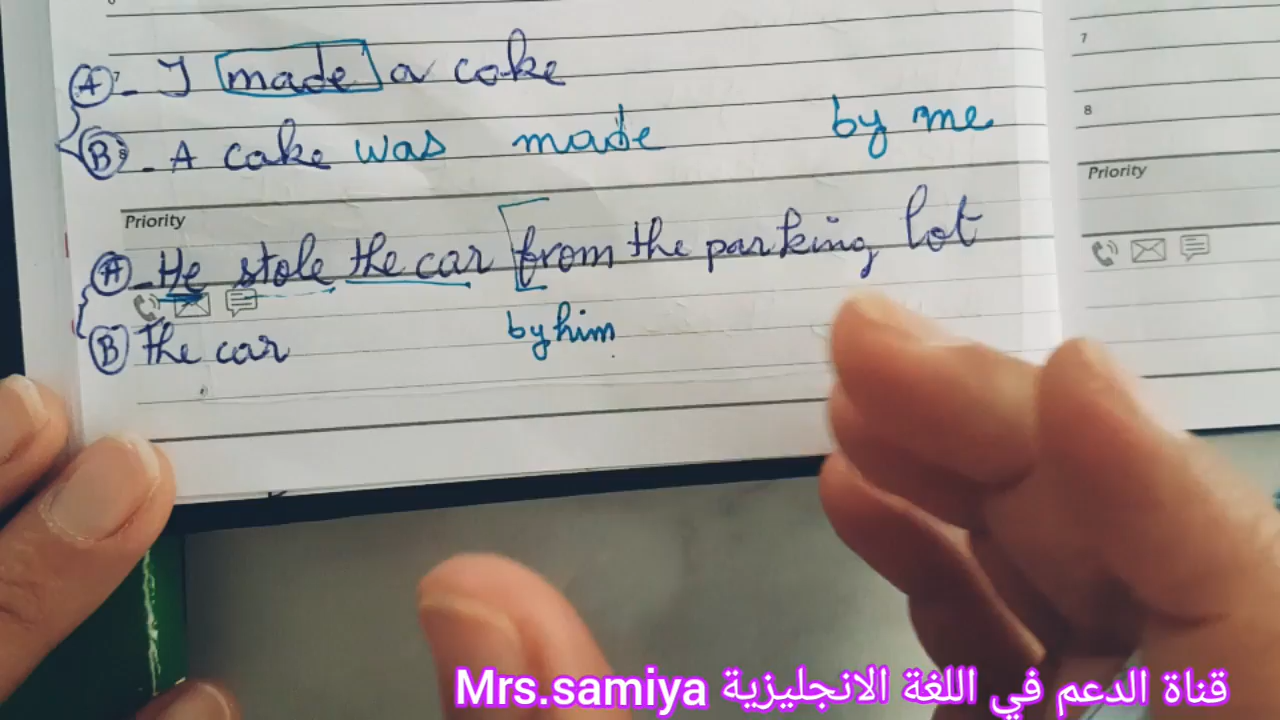 (A) - I made a cake
(B) - A cake was made by me
7
8
Priority
Priority
(A) - He stole the car from the parking lot
(B) The car by him
Mrs.samiya قناة الدعم في اللغة الانجليزية